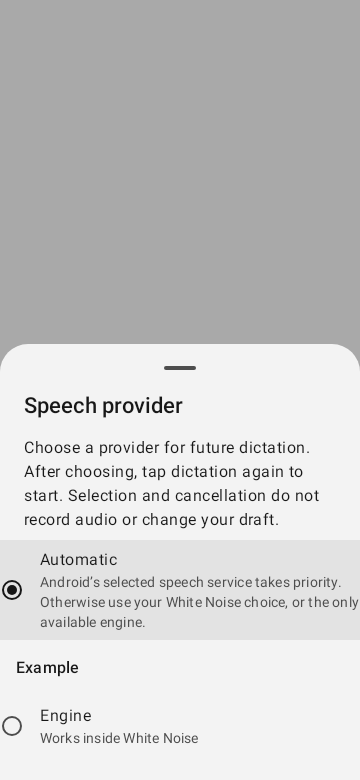 Speech provider
Choose a provider for future dictation.
After choosing, tap dictation again to
start. Selection and cancellation do not
record audio or change your draft.
Automatic
Android’s selected speech service takes priority.
Otherwise use your White Noise choice, or the only
available engine.
Example
Engine
Works inside White Noise